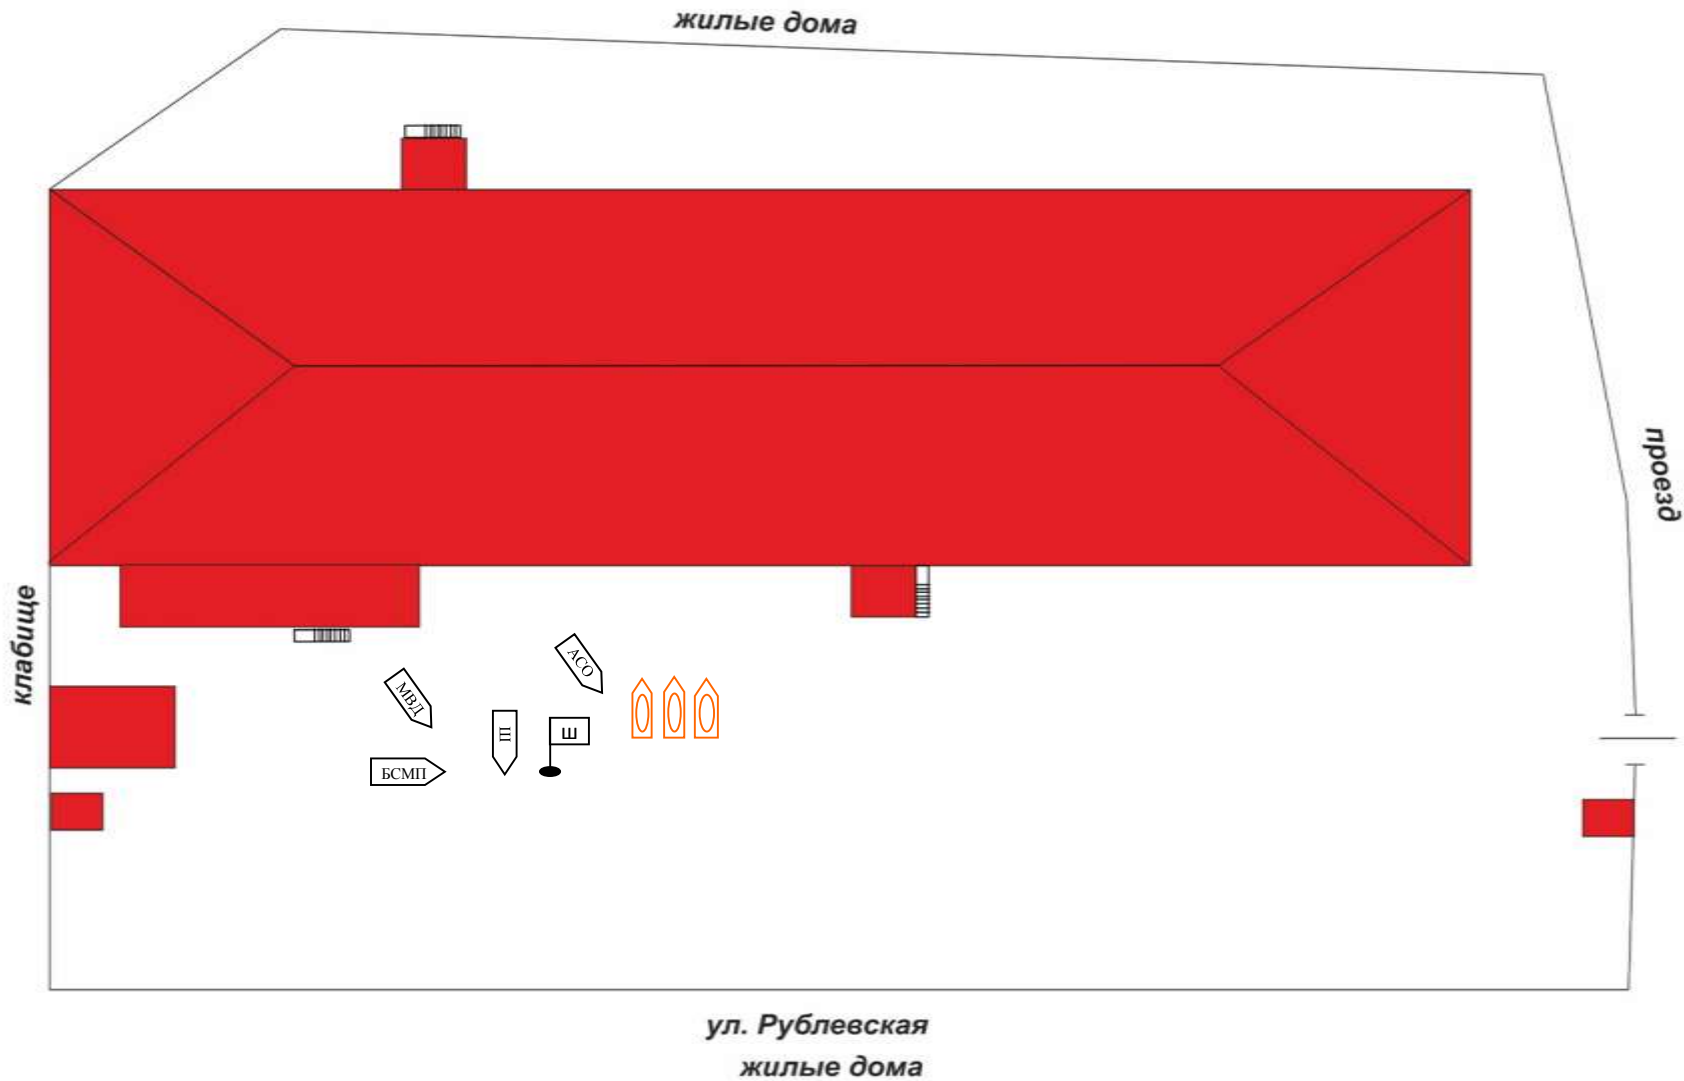 жилые дома
проезд
клабище
АСО
МВД
Ш
Ш
БСМП
ул. Рублевская
жилые дома